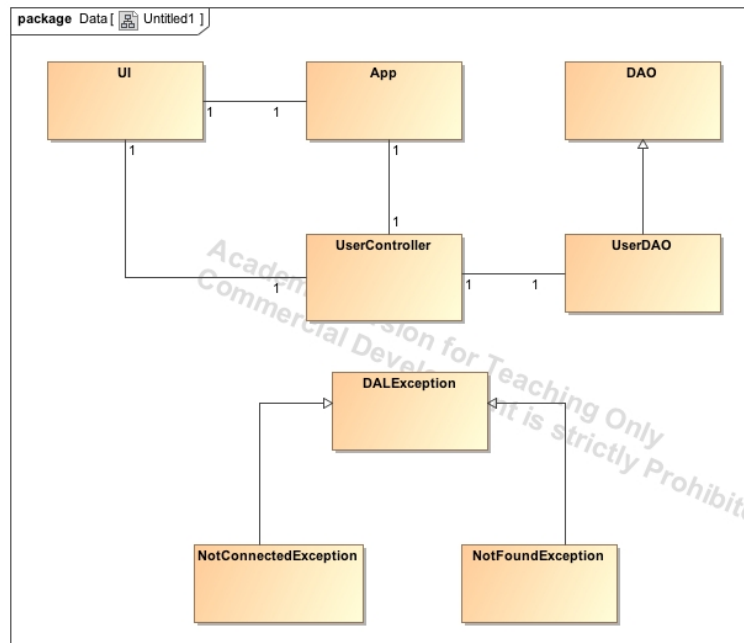 package Data [ Untitled1 ]
UI
App
DAO
1
1
1
1
1
UserController
UserDAO
1
1
1
Academic Version for Teaching Only
Commercial Development is strictly Prohibite
DALException
NotConnectedException
NotFoundException